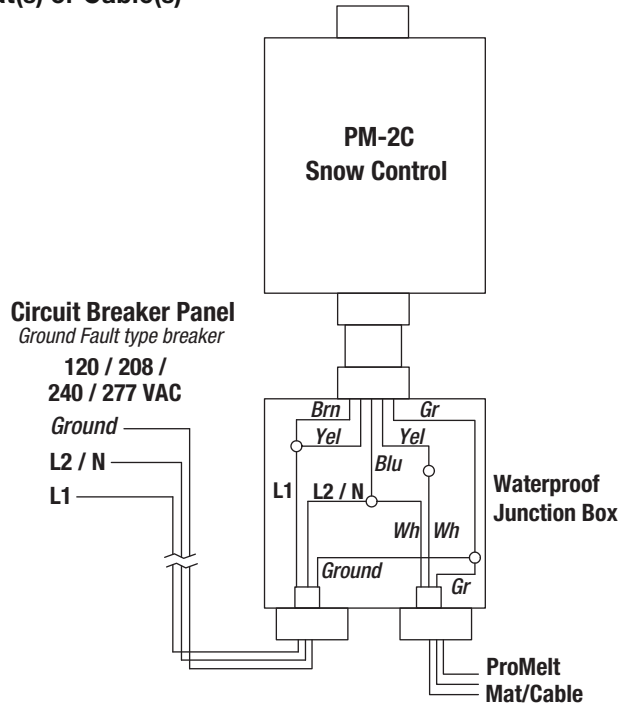 PM-2C
Snow Control
Circuit Breaker Panel
Ground Fault type breaker
120 / 208 /
240 / 277 VAC
Ground
L2 / N
L1
Brn
Gr
Yel
Yel
Blu
L1
L2 / N
Wh
Wh
Ground
Gr
Waterproof
Junction Box
ProMelt
Mat/Cable